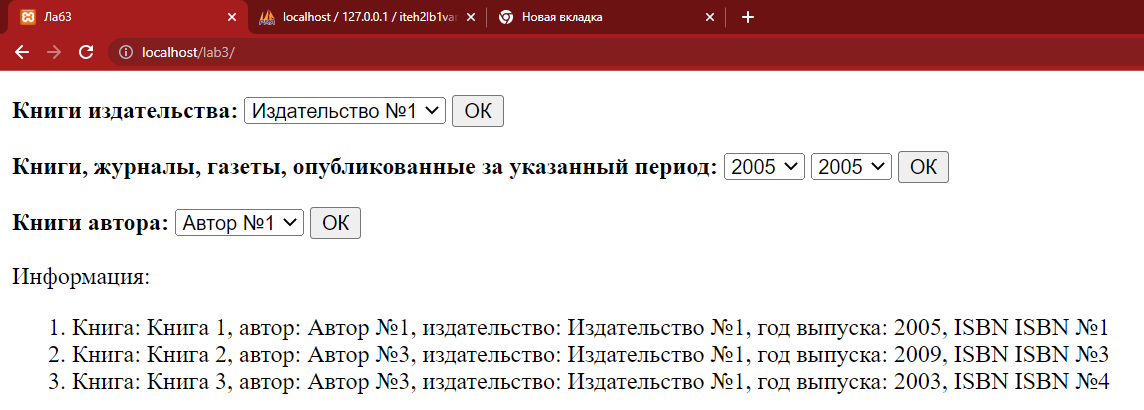 Лаб3
localhost / 127.0.0.1 / iteh2lb1var
Новая вкладка
localhost/lab3/
Книги издательства: Издательство №1 ОК
Книги, журналы, газеты, опубликованные за указанный период: 2005 2005 ОК
Книги автора: Автор №1 ОК
Информация:
1. Книга: Книга 1, автор: Автор №1, издательство: Издательство №1, год выпуска: 2005, ISBN ISBN №1
2. Книга: Книга 2, автор: Автор №3, издательство: Издательство №1, год выпуска: 2009, ISBN ISBN №3
3. Книга: Книга 3, автор: Автор №3, издательство: Издательство №1, год выпуска: 2003, ISBN ISBN №4